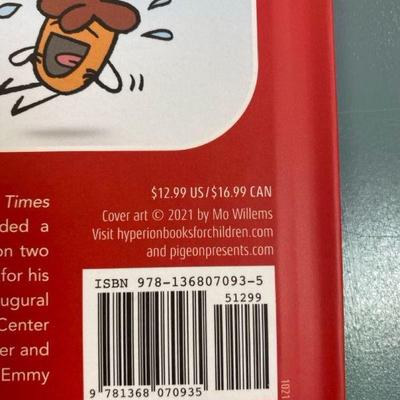 $12.99 US/$16.99 CAN
Cover art © 2021 by Mo Willems
Visit hyperionbooksforchildren.com
and pigeonpresents.com
Times
ded a
on two
for his
ugural
Center
er and
Emmy
ISBN 978-136807093-5
51299
9 781368 070935
1021